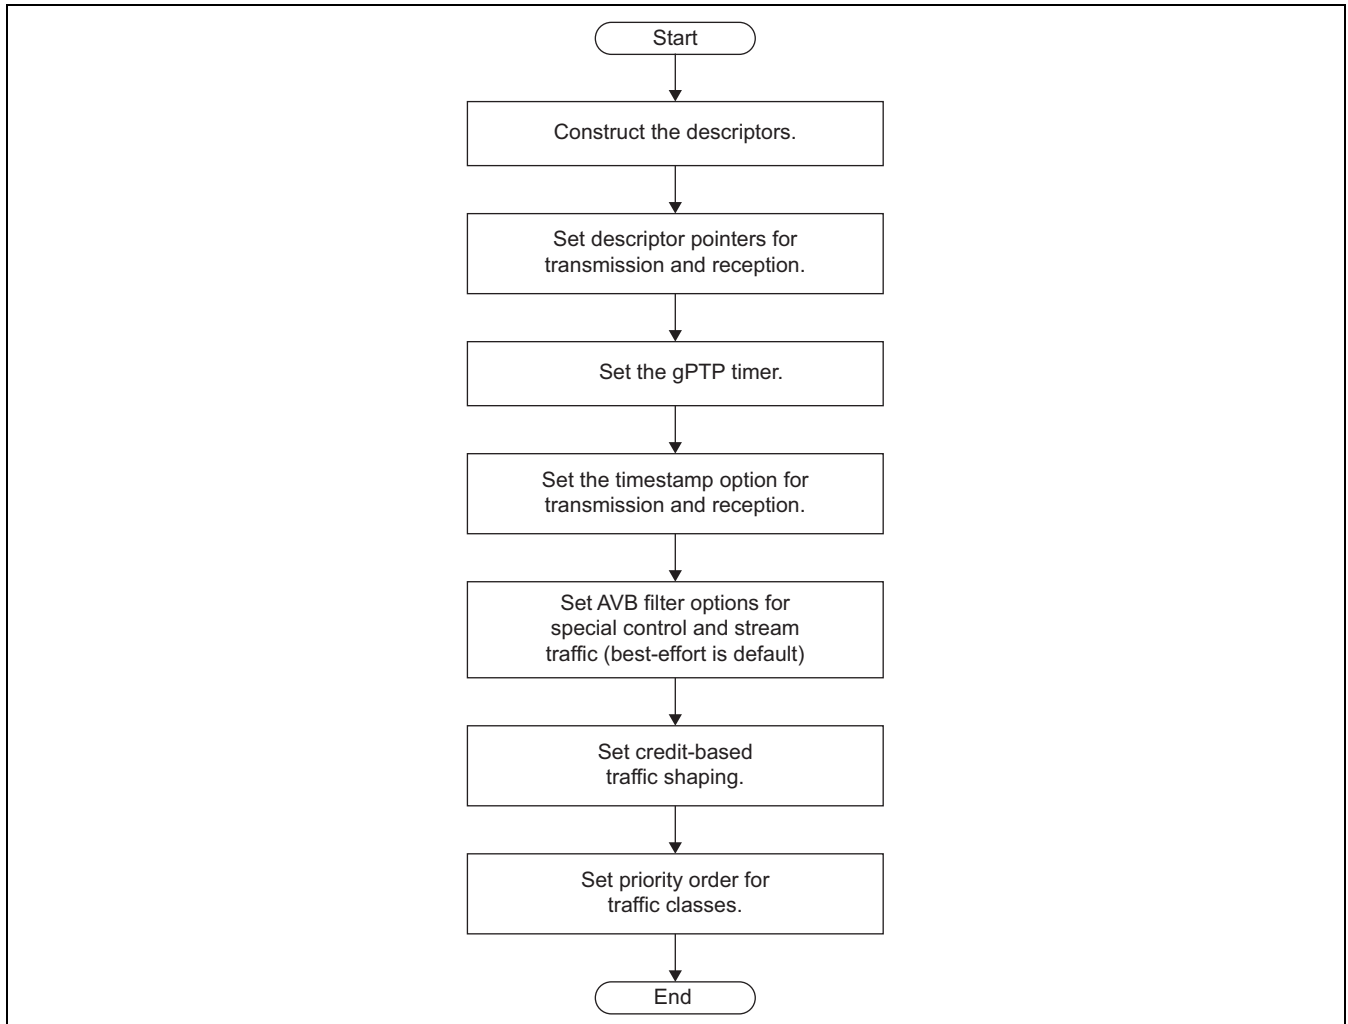 Start
Construct the descriptors.
Set descriptor pointers for
transmission and reception.
Set the gPTP timer.
Set the timestamp option for
transmission and reception.
Set AVB filter options for
special control and stream
traffic (best-effort is default)
Set credit-based
traffic shaping.
Set priority order for
traffic classes.
End